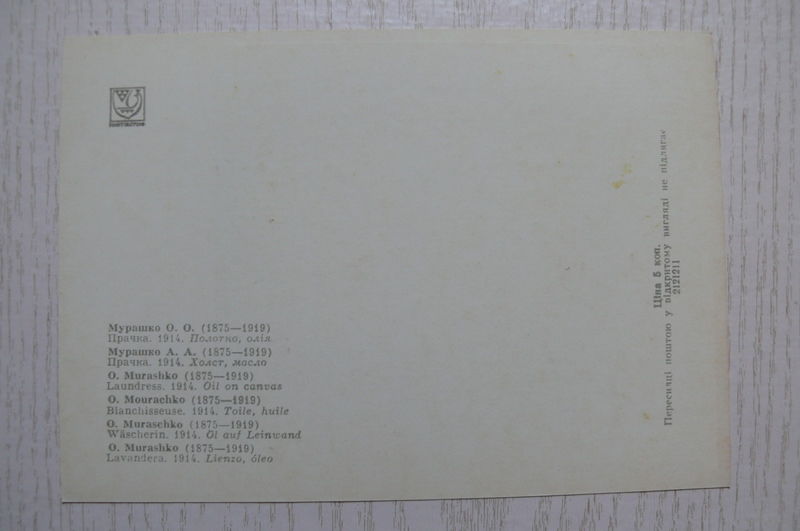 Мурашко О. О. (1875—1919)
Прачка. 1914. Полотно, олія
Мурашко А. А. (1875—1919)
Прачка. 1914. Холст, масло
O. Murashko (1875—1919)
Laundress. 1914. Oil on canvas
O. Mourachko (1875—1919)
Blanchisseuse. 1914. Toile, huile
O. Muraschko (1875—1919)
Wäscherin. 1914. Öl auf Leinwand
O. Murashko (1875—1919)
Lavandera. 1914. Lienzo, óleo
Ціна 5 коп.
Пересилці поштою у відкритому вигляді не підлягає
2121211